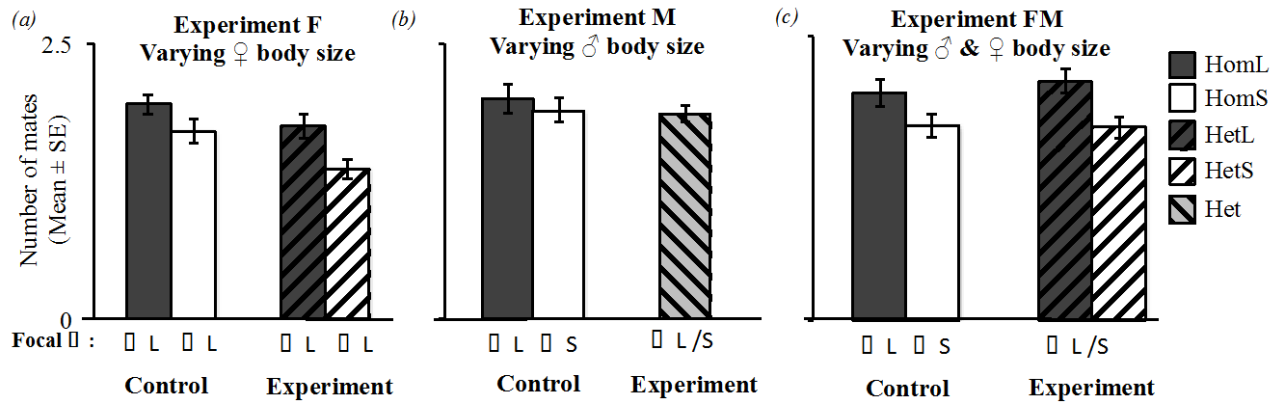 (a)
Experiment F
Varying ♀ body size
(b)
Experiment M
Varying ♂ body size
(c)
Experiment FM
Varying ♂ & ♀ body size
2.5
Number of mates
(Mean ± SE)
0
HomL
HomS
HetL
HetS
Het
Focal ▯ : ▯ L ▯ L ▯ L ▯ L ▯ L ▯ S ▯ L/S ▯ L ▯ S ▯ L/S
Control Experiment Control Experiment Control Experiment